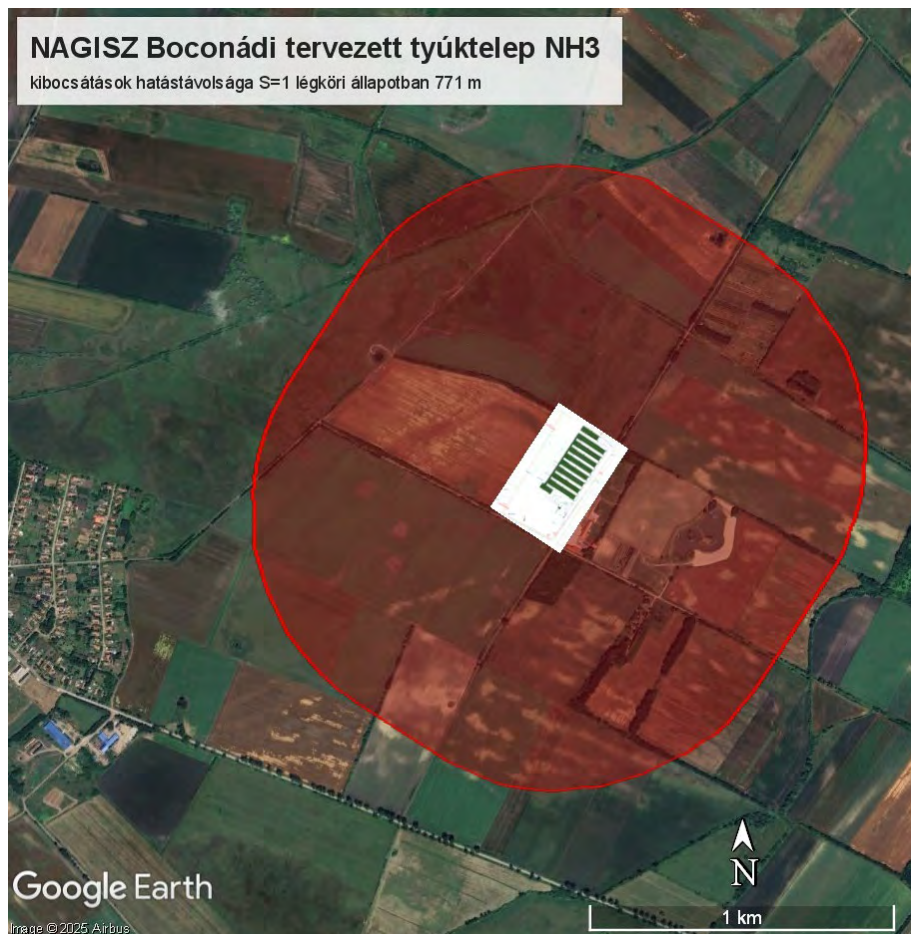 NAGISZ Boconádi tervezett tyúktelep NH3
kibocsátások hatástávolsága S=1 légköri állapotban 771 m
N
Google Earth
1 km
Image © 2025 Airbus